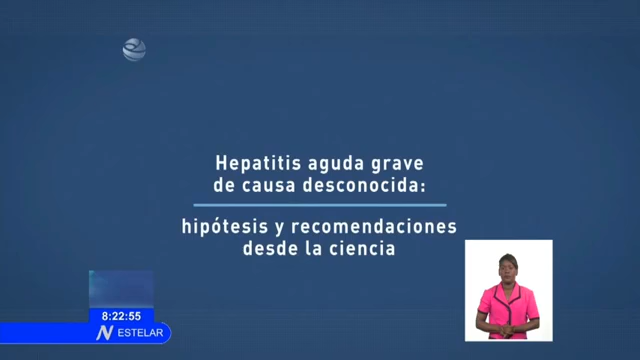 Hepatitis aguda grave
de causa desconocida:
hipótesis y recomendaciones
desde la ciencia
8:22:55
N ESTELAR